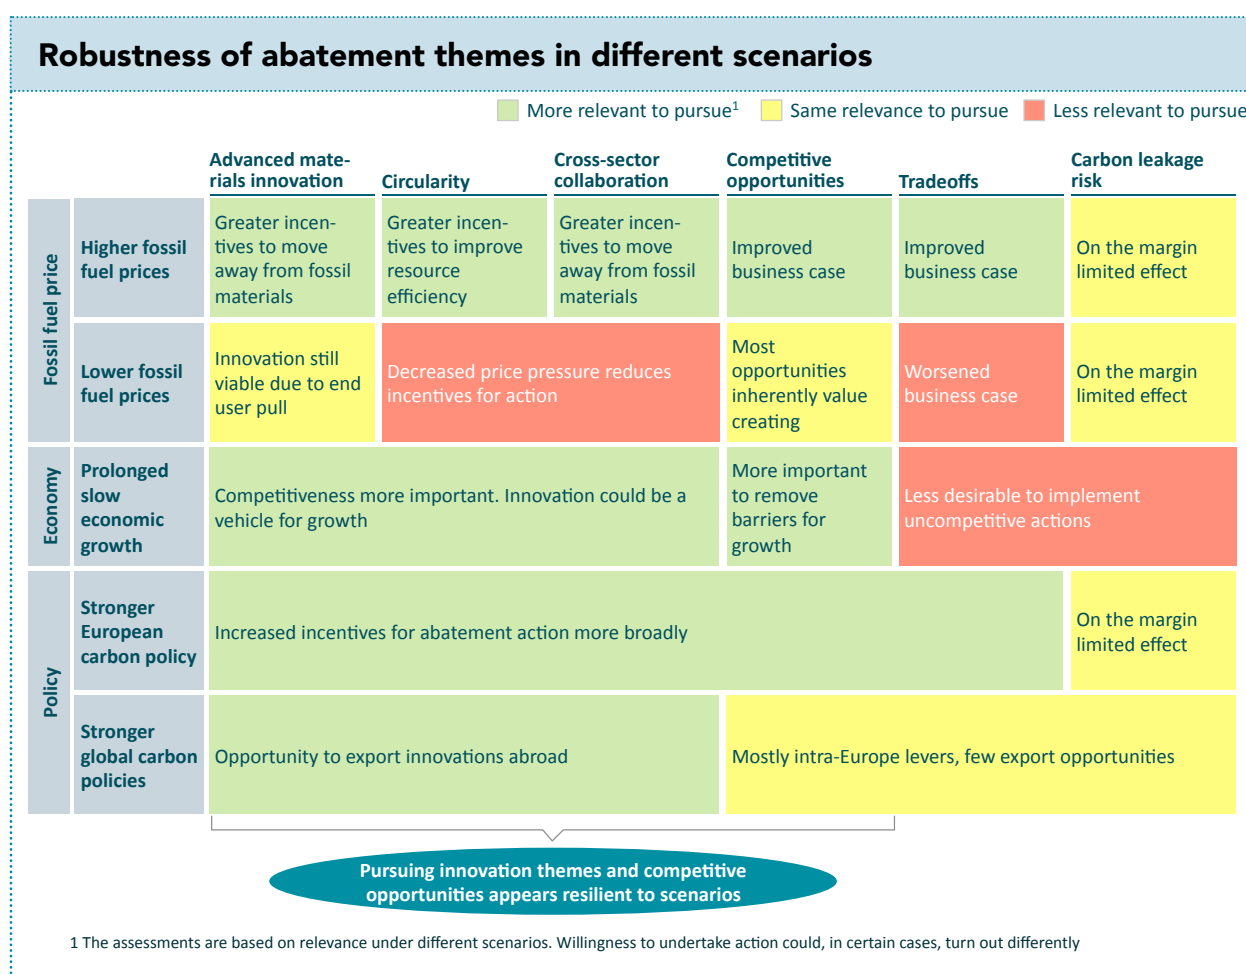 Robustness of abatement themes in different scenarios
More relevant to pursue1
Same relevance to pursue
Less relevant to pursue
Advanced mate-
rials innovation
Circularity
Cross-sector
collaboration
Competitive
opportunities
Tradeoffs
Carbon leakage
risk
Fossil fuel price
Higher fossil
fuel prices
Greater incen-
tives to move
away from fossil
materials
Greater incen-
tives to improve
resource
efficiency
Greater incen-
tives to move
away from fossil
materials
Improved
business case
Improved
business case
On the margin
limited effect
Lower fossil
fuel prices
Innovation still
viable due to end
user pull
Decreased price pressure reduces
incentives for action
Most
opportunities
inherently value
creating
Worsened
business case
On the margin
limited effect
Economy
Prolonged
slow
economic
growth
Competitiveness more important. Innovation could be a
vehicle for growth
More important
to remove
barriers for
growth
Less desirable to implement
uncompetitive actions
Policy
Stronger
European
carbon policy
Increased incentives for abatement action more broadly
On the margin
limited effect
Stronger
global carbon
policies
Opportunity to export innovations abroad
Mostly intra-Europe levers, few export opportunities
Pursuing innovation themes and competitive
opportunities appears resilient to scenarios
1 The assessments are based on relevance under different scenarios. Willingness to undertake action could, in certain cases, turn out differently